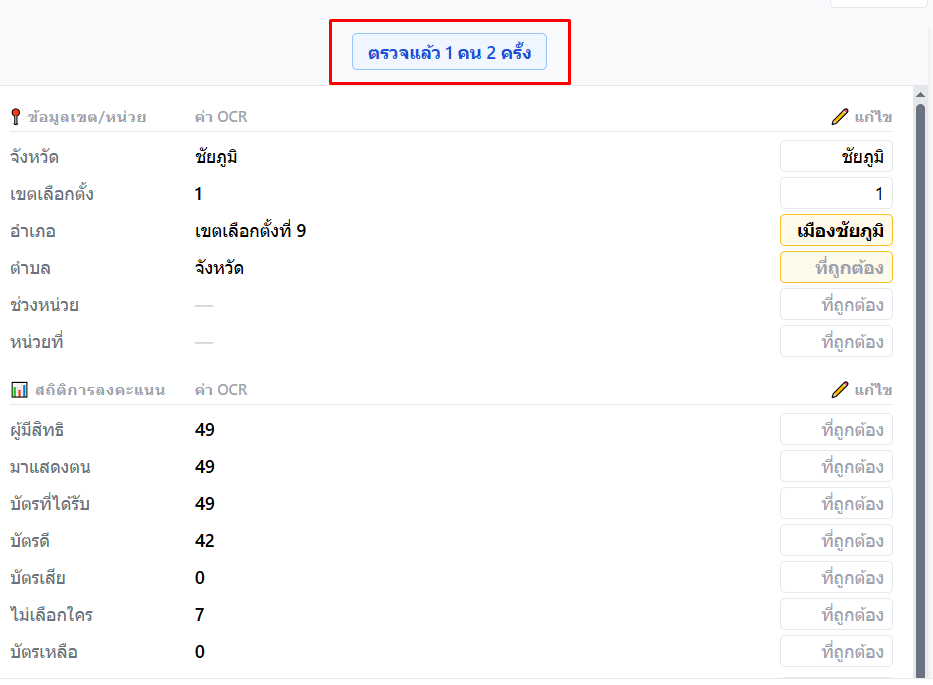 ตรวจแล้ว 1 คน 2 ครั้ง
ข้อมูลเขต/หน่วย ค่า OCR แก้ไข
จังหวัด ชัยภูมิ ชัยภูมิ
เขตเลือกตั้ง 1 1
อำเภอ เขตเลือกตั้งที่ 9 เมืองชัยภูมิ
ตำบล จังหวัด ที่ถูกต้อง
ช่วงหน่วย — ที่ถูกต้อง
หน่วยที่ — ที่ถูกต้อง
สถิติการลงคะแนน ค่า OCR แก้ไข
ผู้มีสิทธิ 49 ที่ถูกต้อง
มาแสดงตน 49 ที่ถูกต้อง
บัตรที่ได้รับ 49 ที่ถูกต้อง
บัตรดี 42 ที่ถูกต้อง
บัตรเสีย 0 ที่ถูกต้อง
ไม่เลือกใคร 7 ที่ถูกต้อง
บัตรเหลือ 0 ที่ถูกต้อง